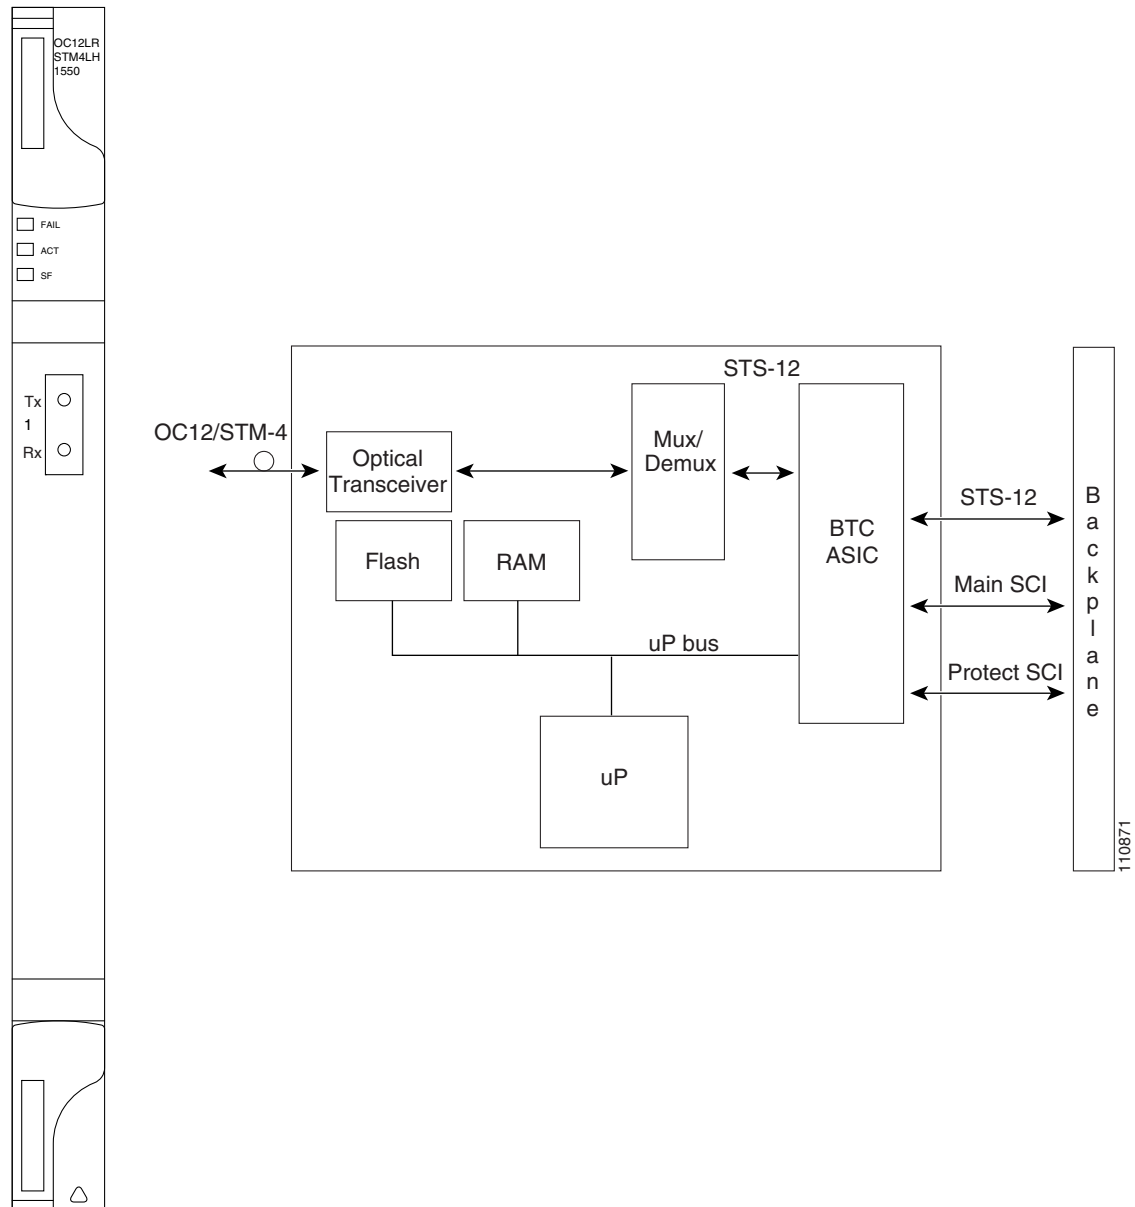 OC12LR
STM4LH
1550
FAIL
ACT
SF
Tx
1
Rx
OC12/STM-4
Optical
Transceiver
Flash
RAM
Mux/
Demux
STS-12
BTC
ASIC
uP bus
uP
STS-12
Main SCI
Protect SCI
Backplane
110871